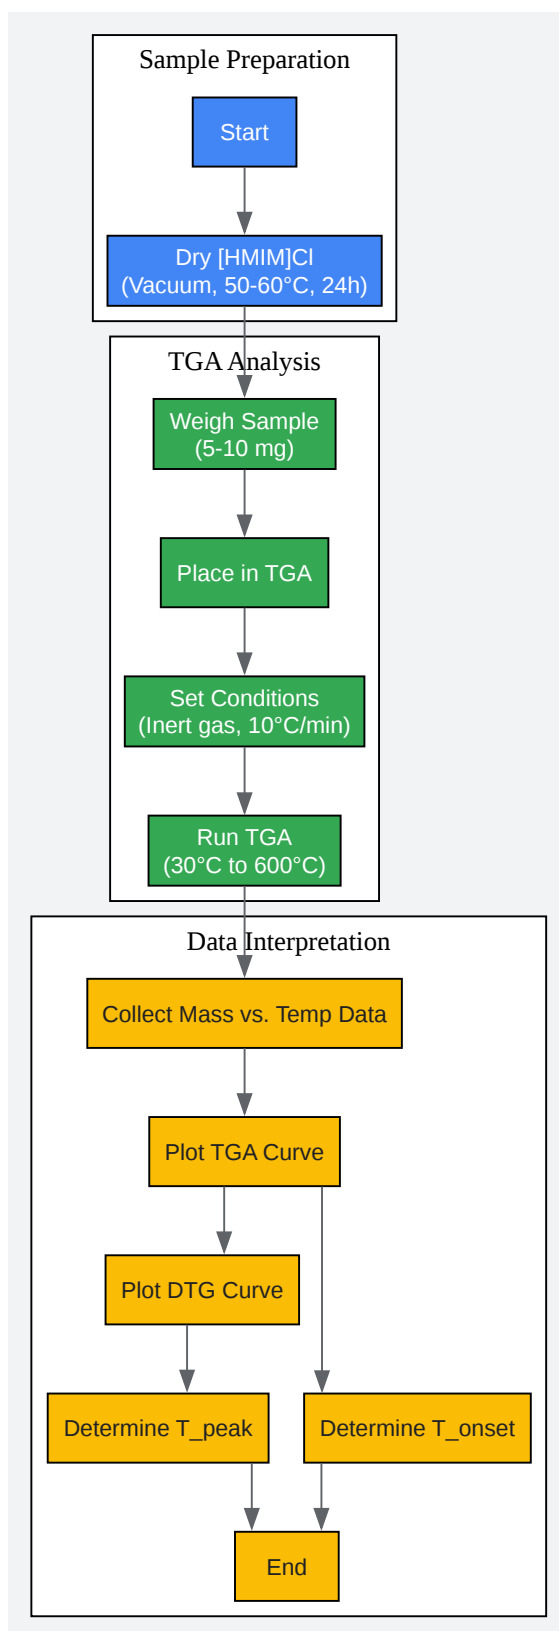 Sample Preparation
Start
Dry [HMIM]Cl
(Vacuum, 50-60°C, 24h)
TGA Analysis
Weigh Sample
(5-10 mg)
Place in TGA
Set Conditions
(Inert gas, 10°C/min)
Run TGA
(30°C to 600°C)
Data Interpretation
Collect Mass vs. Temp Data
Plot TGA Curve
Plot DTG Curve
Determine T_peak
Determine T_onset
End